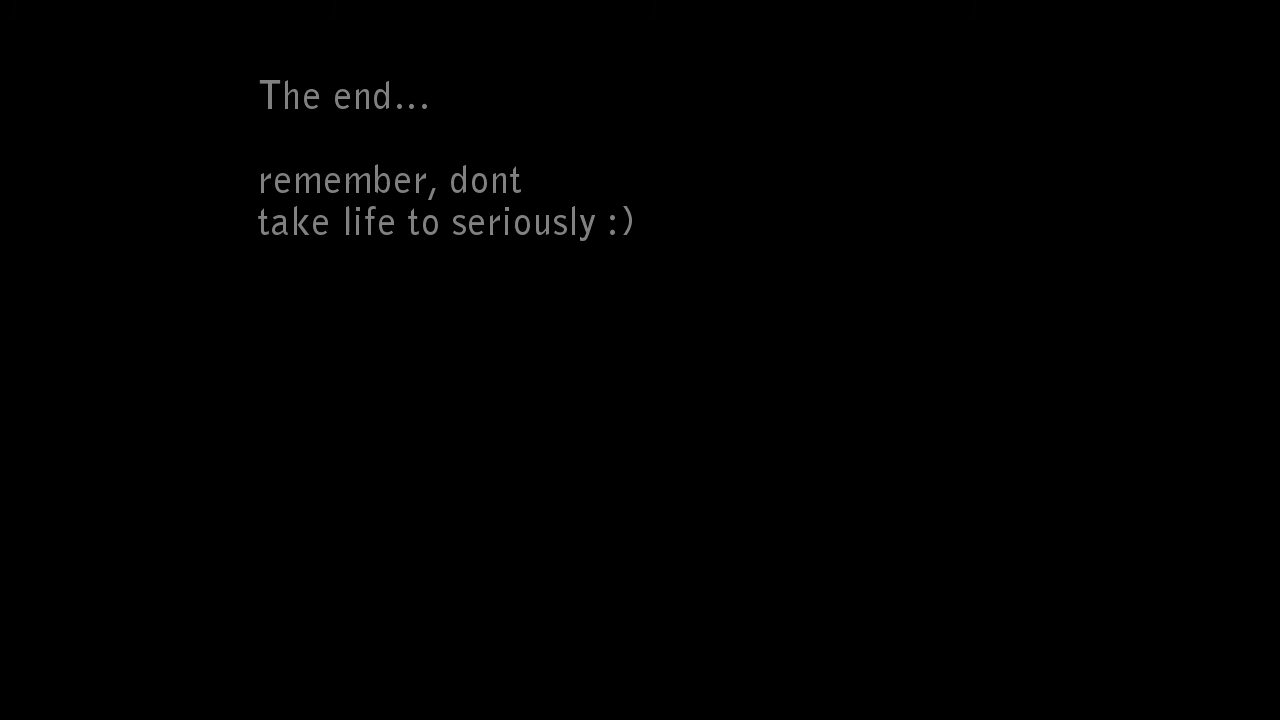 The end...
remember, dont
take life to seriously :)